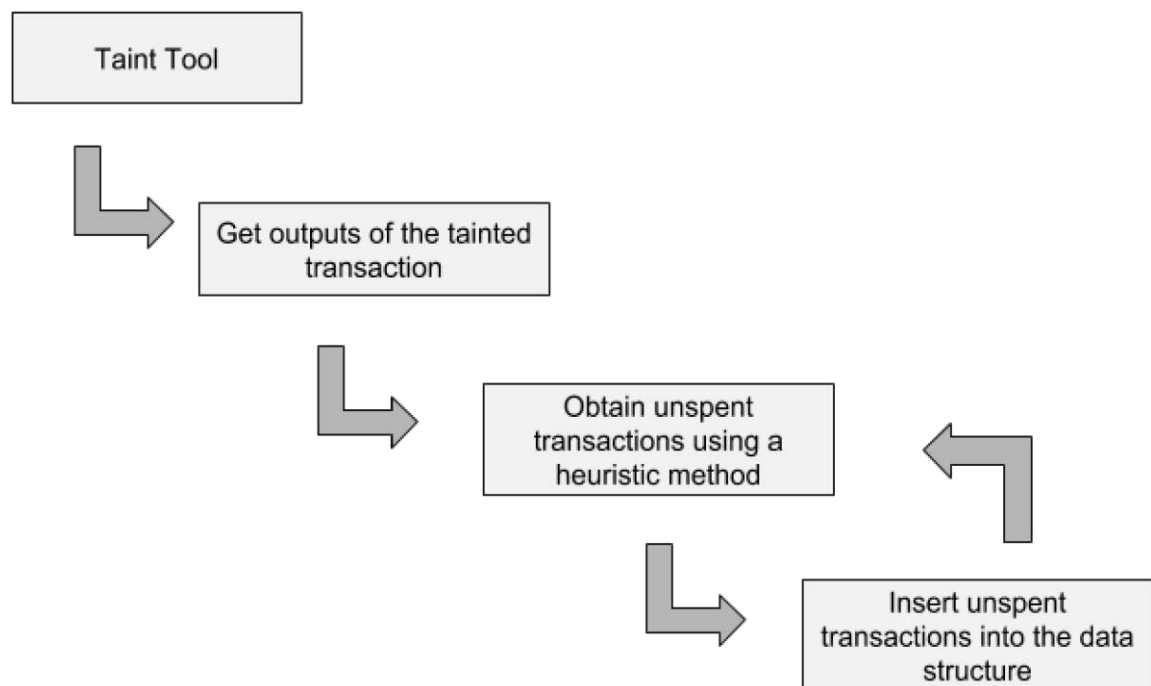 Taint Tool
Get outputs of the tainted
transaction
Obtain unspent
transactions using a
heuristic method
Insert unspent
transactions into the data
structure